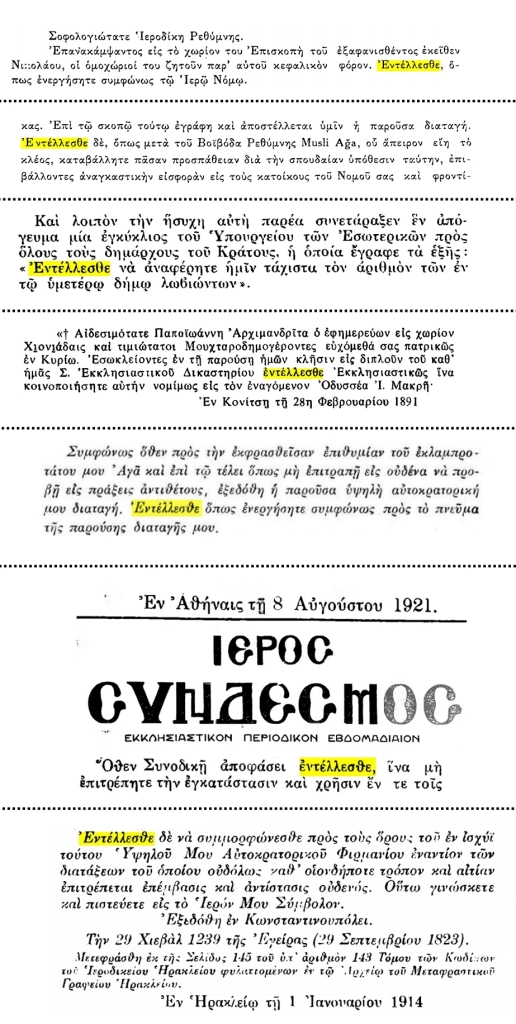 Σοφολογιώτατε Ἱεροδίκη Ρεθύμνης.
Ἐπανακάμψαντος εἰς τὸ χωρίον του Ἐπισκοπὴ τοῦ ἐξαφανισθέντος ἐκεῖθεν
Νικολάου, οἱ ὁμοχώριοί του ζητοῦν παρ' αὐτοῦ κεφαλικὸν φόρον. Ἐντέλλεσθε, ὅ-
πως ἐνεργήσητε συμφώνως τῷ Ἱερῷ Νόμῳ.
κας. Ἐπὶ τῷ σκοπῷ τούτῳ ἐγράφη καὶ ἀποστέλλεται ὑμῖν ἡ παροῦσα διαταγή.
Ἐντέλλεσθε δὲ, ὅπως μετὰ τοῦ Βοϊβόδα Ρεθύμνης Musli Ağa, οὗ ἄπειρον εἴη τὸ
κλέος, καταβάλλητε πᾶσαν προσπάθειαν διὰ τὴν σπουδαίαν ὑπόθεσιν ταύτην, ἐπι-
βάλλοντες ἀναγκαστικὴν εἰσφορὰν εἰς τοὺς κατοίκους τοῦ Νομοῦ σας καὶ φροντί-
Καὶ λοιπὸν τὴν ἥσυχη αὐτὴ παρέα συνετάραξεν ἓν ἀπό-
γευμα μία ἐγκύκλιος τοῦ Ὑπουργείου τῶν Ἐσωτερικῶν πρὸς
ὅλους τοὺς δημάρχους τοῦ Κράτους, ἡ ὁποία ἔγραφε τὰ ἑξῆς:
«Ἐντέλλεσθε νὰ ἀναφέρητε ἡμῖν τάχιστα τὸν ἀριθμὸν τῶν ἐν
τῷ ὑμετέρῳ δήμῳ λωβιώντων».
«† Αἰδεσιμότατε Παπαϊωάννη Ἀρχιμανδρῖτα ὁ ἐφημερεύων εἰς χωρίον
Χιονιάδαις καὶ τιμιώτατοι Μουχταροδημογέροντες εὐχόμεθά σας πατρικῶς
ἐν Κυρίῳ. Ἐσωκλείοντες ἐν τῇ παρούσῃ ἡμῶν κλῆσιν εἰς διπλοῦν τοῦ καθ'
ἡμᾶς Σ. Ἐκκλησιαστικοῦ Δικαστηρίου ἐντέλλεσθε Ἐκκλησιαστικῶς ἵνα
κοινοποιήσητε αὐτὴν νομίμως εἰς τὸν ἐναγόμενον Ὀδυσσέα Ἰ. Μακρῆ·
Ἐν Κονίτσῃ τῇ 28η Φεβρουαρίου 1891
Συμφώνως ὅθεν πρὸς τὴν ἐκφρασθεῖσαν ἐπιθυμίαν τοῦ ἐκλαμπρο-
τάτου μου Ἀγᾶ καὶ ἐπὶ τῷ τέλει ὅπως μὴ ἐπιτραπῇ εἰς οὐδένα νὰ προ-
βῇ εἰς πράξεις ἀντιθέτους, ἐξεδόθη ἡ παροῦσα ὑψηλὴ αὐτοκρατορική
μου διαταγή. Ἐντέλλεσθε ὅπως ἐνεργήσητε συμφώνως πρὸς τὸ πνεῦμα
τῆς παρούσης διαταγῆς μου.
Ἐν Ἀθήναις τῇ 8 Αὐγούστου 1921.
ΙΕΡΟΣ
ΣΥΝΔΕΣΜΟΣ
ΕΚΚΛΗΣΙΑΣΤΙΚΟΝ ΠΕΡΙΟΔΙΚΟΝ ΕΒΔΟΜΑΔΙΑΙΟΝ
Ὅθεν Συνοδικῇ ἀποφάσει ἐντέλλεσθε, ἵνα μὴ
ἐπιτρέπητε τὴν ἐγκατάστασιν καὶ χρῆσιν ἔν τε τοῖς
Ἐντέλλεσθε δὲ νὰ συμμορφώνεσθε πρὸς τοὺς ὅρους τοῦ ἐν ἰσχύϊ
τούτου Ὑψηλοῦ Μου Αὐτοκρατορικοῦ Φιρμανίου ἐναντίον τῶν
διατάξεων τοῦ ὁποίου οὐδόλως καθ' οἱονδήποτε τρόπον καὶ αἰτίαν
ἐπιτρέπεται ἐπέμβασις καὶ ἀντίστασις οὐδενός. Οὕτω γινώσκετε
καὶ πιστεύετε εἰς τὸ Ἱερόν Μου Σύμβολον.
Ἐξεδόθη ἐν Κωνσταντινουπόλει.
Τὴν 29 Χιεβὰλ 1239 τῆς Ἐγείρας (29 Σεπτεμβρίου 1823).
Μετεφράσθη ἐκ τῆς Σελίδος 145 τοῦ ὑπ' ἀριθμὸν 143 Τόμου τῶν Κωδίκων
τοῦ Ἱεροδικείου Ἡρακλείου φυλαττομένων ἐν τῷ Ἀρχείῳ τοῦ Μεταφραστικοῦ
Γραφείου Ἡρακλείου.
Ἐν Ἡρακλείῳ τῇ 1 Ἰανουαρίου 1914